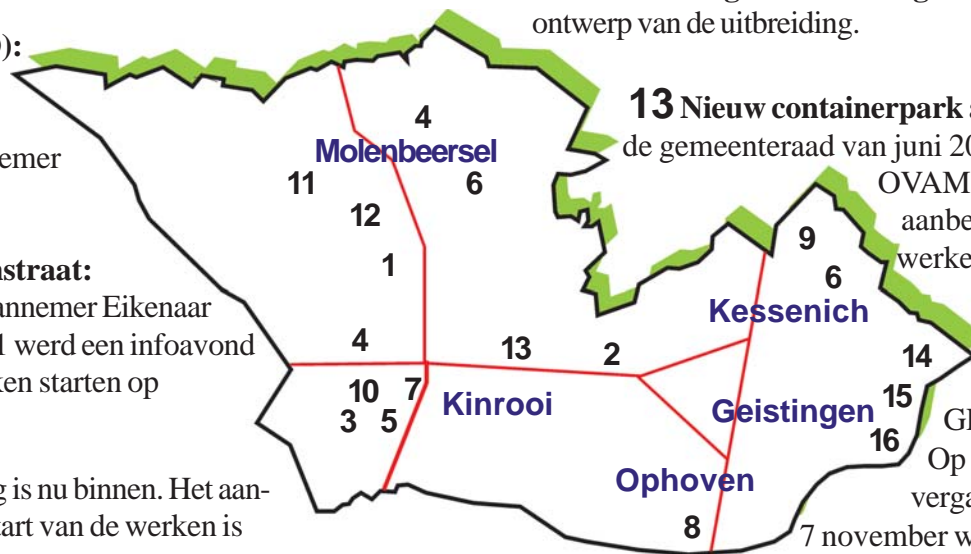 ontwerp van de uitbreiding.
):
13 Nieuw containerpark
de gemeenteraad van juni 20
OVAM
aanbe
werke
nemer
nstraat:
annemer Eikenaar
1 werd een infoavond
ken starten op
g is nu binnen. Het aan-
tart van de werken is
4
Molenbeersel
11
6
12
1
9
6
Kessenich
4
13
2
14
10
7
Kinrooi
15
3
5
Geistingen
16
Ophoven
8
Op
verga
7 november w